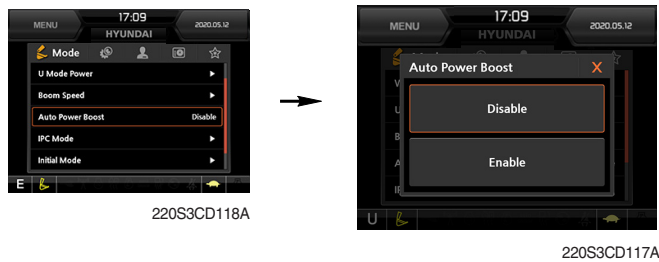 MENU
17:09
HYUNDAI
2020.05.12
Mode
U Mode Power
Boom Speed
Auto Power Boost Disable
IPC Mode
Initial Mode
E
220S3CD118A
MENU
17:09
HYUNDAI
2020.05.12
Auto Power Boost X
Disable
Enable
V
U
B
A
IF
U
220S3CD117A